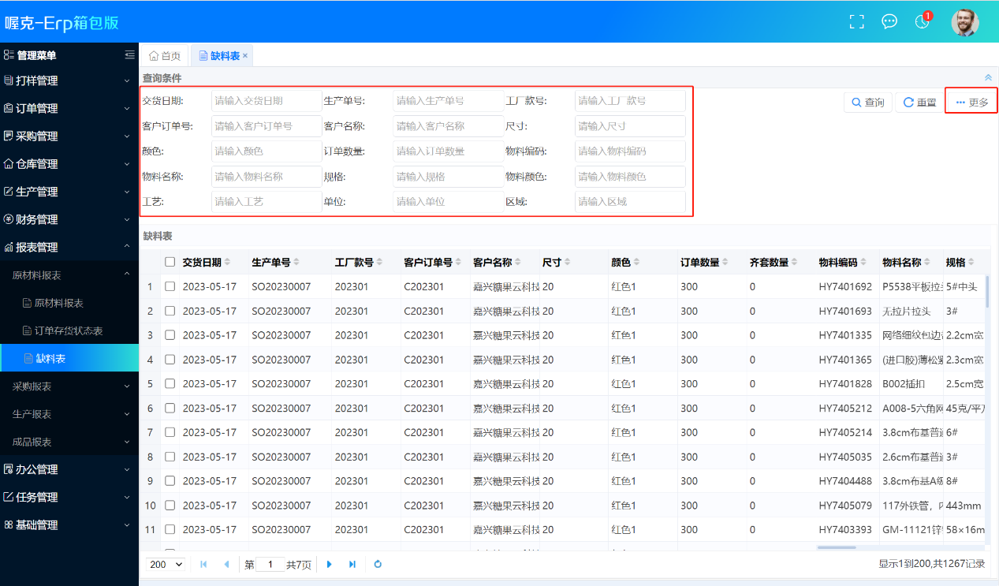 喔克-Erp箱包版
1
管理菜单
打样管理
订单管理
采购管理
仓库管理
生产管理
财务管理
报表管理
原材料报表
原材料报表
订单存货状态表
缺料表
采购报表
生产报表
成品报表
办公管理
任务管理
基础管理
首页 缺料表 ×
查询条件
交货日期: 请输入交货日期 生产单号: 请输入生产单号 工厂款号: 请输入工厂款号 查询 重置 更多
客户订单号: 请输入客户订单号 客户名称: 请输入客户名称 尺寸: 请输入尺寸
颜色: 请输入颜色 订单数量: 请输入订单数量 物料编码: 请输入物料编码
物料名称: 请输入物料名称 规格: 请输入规格 物料颜色: 请输入物料颜色
工艺: 请输入工艺 单位: 请输入单位 区域: 请输入区域
缺料表
交货日期 生产单号 工厂款号 客户订单号 客户名称 尺寸 颜色 订单数量 齐套数量 物料编码 物料名称 规格
1 2023-05-17 SO20230007 202301 C202301 嘉兴糖果云科技 20 红色1 300 0 HY7401692 P5538平板拉 5#中头
2 2023-05-17 SO20230007 202301 C202301 嘉兴糖果云科技 20 红色1 300 0 HY7401693 无拉片拉头 3#
3 2023-05-17 SO20230007 202301 C202301 嘉兴糖果云科技 20 红色1 300 0 HY7401335 网络细纹包边 2.2cm宽
4 2023-05-17 SO20230007 202301 C202301 嘉兴糖果云科技 20 红色1 300 0 HY7401365 (进口胶)薄松紧 2.3cm宽
5 2023-05-17 SO20230007 202301 C202301 嘉兴糖果云科技 20 红色1 300 0 HY7401828 B002插扣 2.5cm宽
6 2023-05-17 SO20230007 202301 C202301 嘉兴糖果云科技 20 红色1 300 0 HY7405212 A008-5六角网 45克/平方
7 2023-05-17 SO20230007 202301 C202301 嘉兴糖果云科技 20 红色1 300 0 HY7405214 3.8cm布基普通 6#
8 2023-05-17 SO20230007 202301 C202301 嘉兴糖果云科技 20 红色1 300 0 HY7405035 2.6cm布基普通 3#
9 2023-05-17 SO20230007 202301 C202301 嘉兴糖果云科技 20 红色1 300 0 HY7404488 3.8cm布基A级 8#
10 2023-05-17 SO20230007 202301 C202301 嘉兴糖果云科技 20 红色1 300 0 HY7405079 117外铁管，内 443mm
11 2023-05-17 SO20230007 202301 C202301 嘉兴糖果云科技 20 红色1 300 0 HY7403393 GM-11121锌 58×16m
200 第 1 共7页 显示1到200,共1267记录